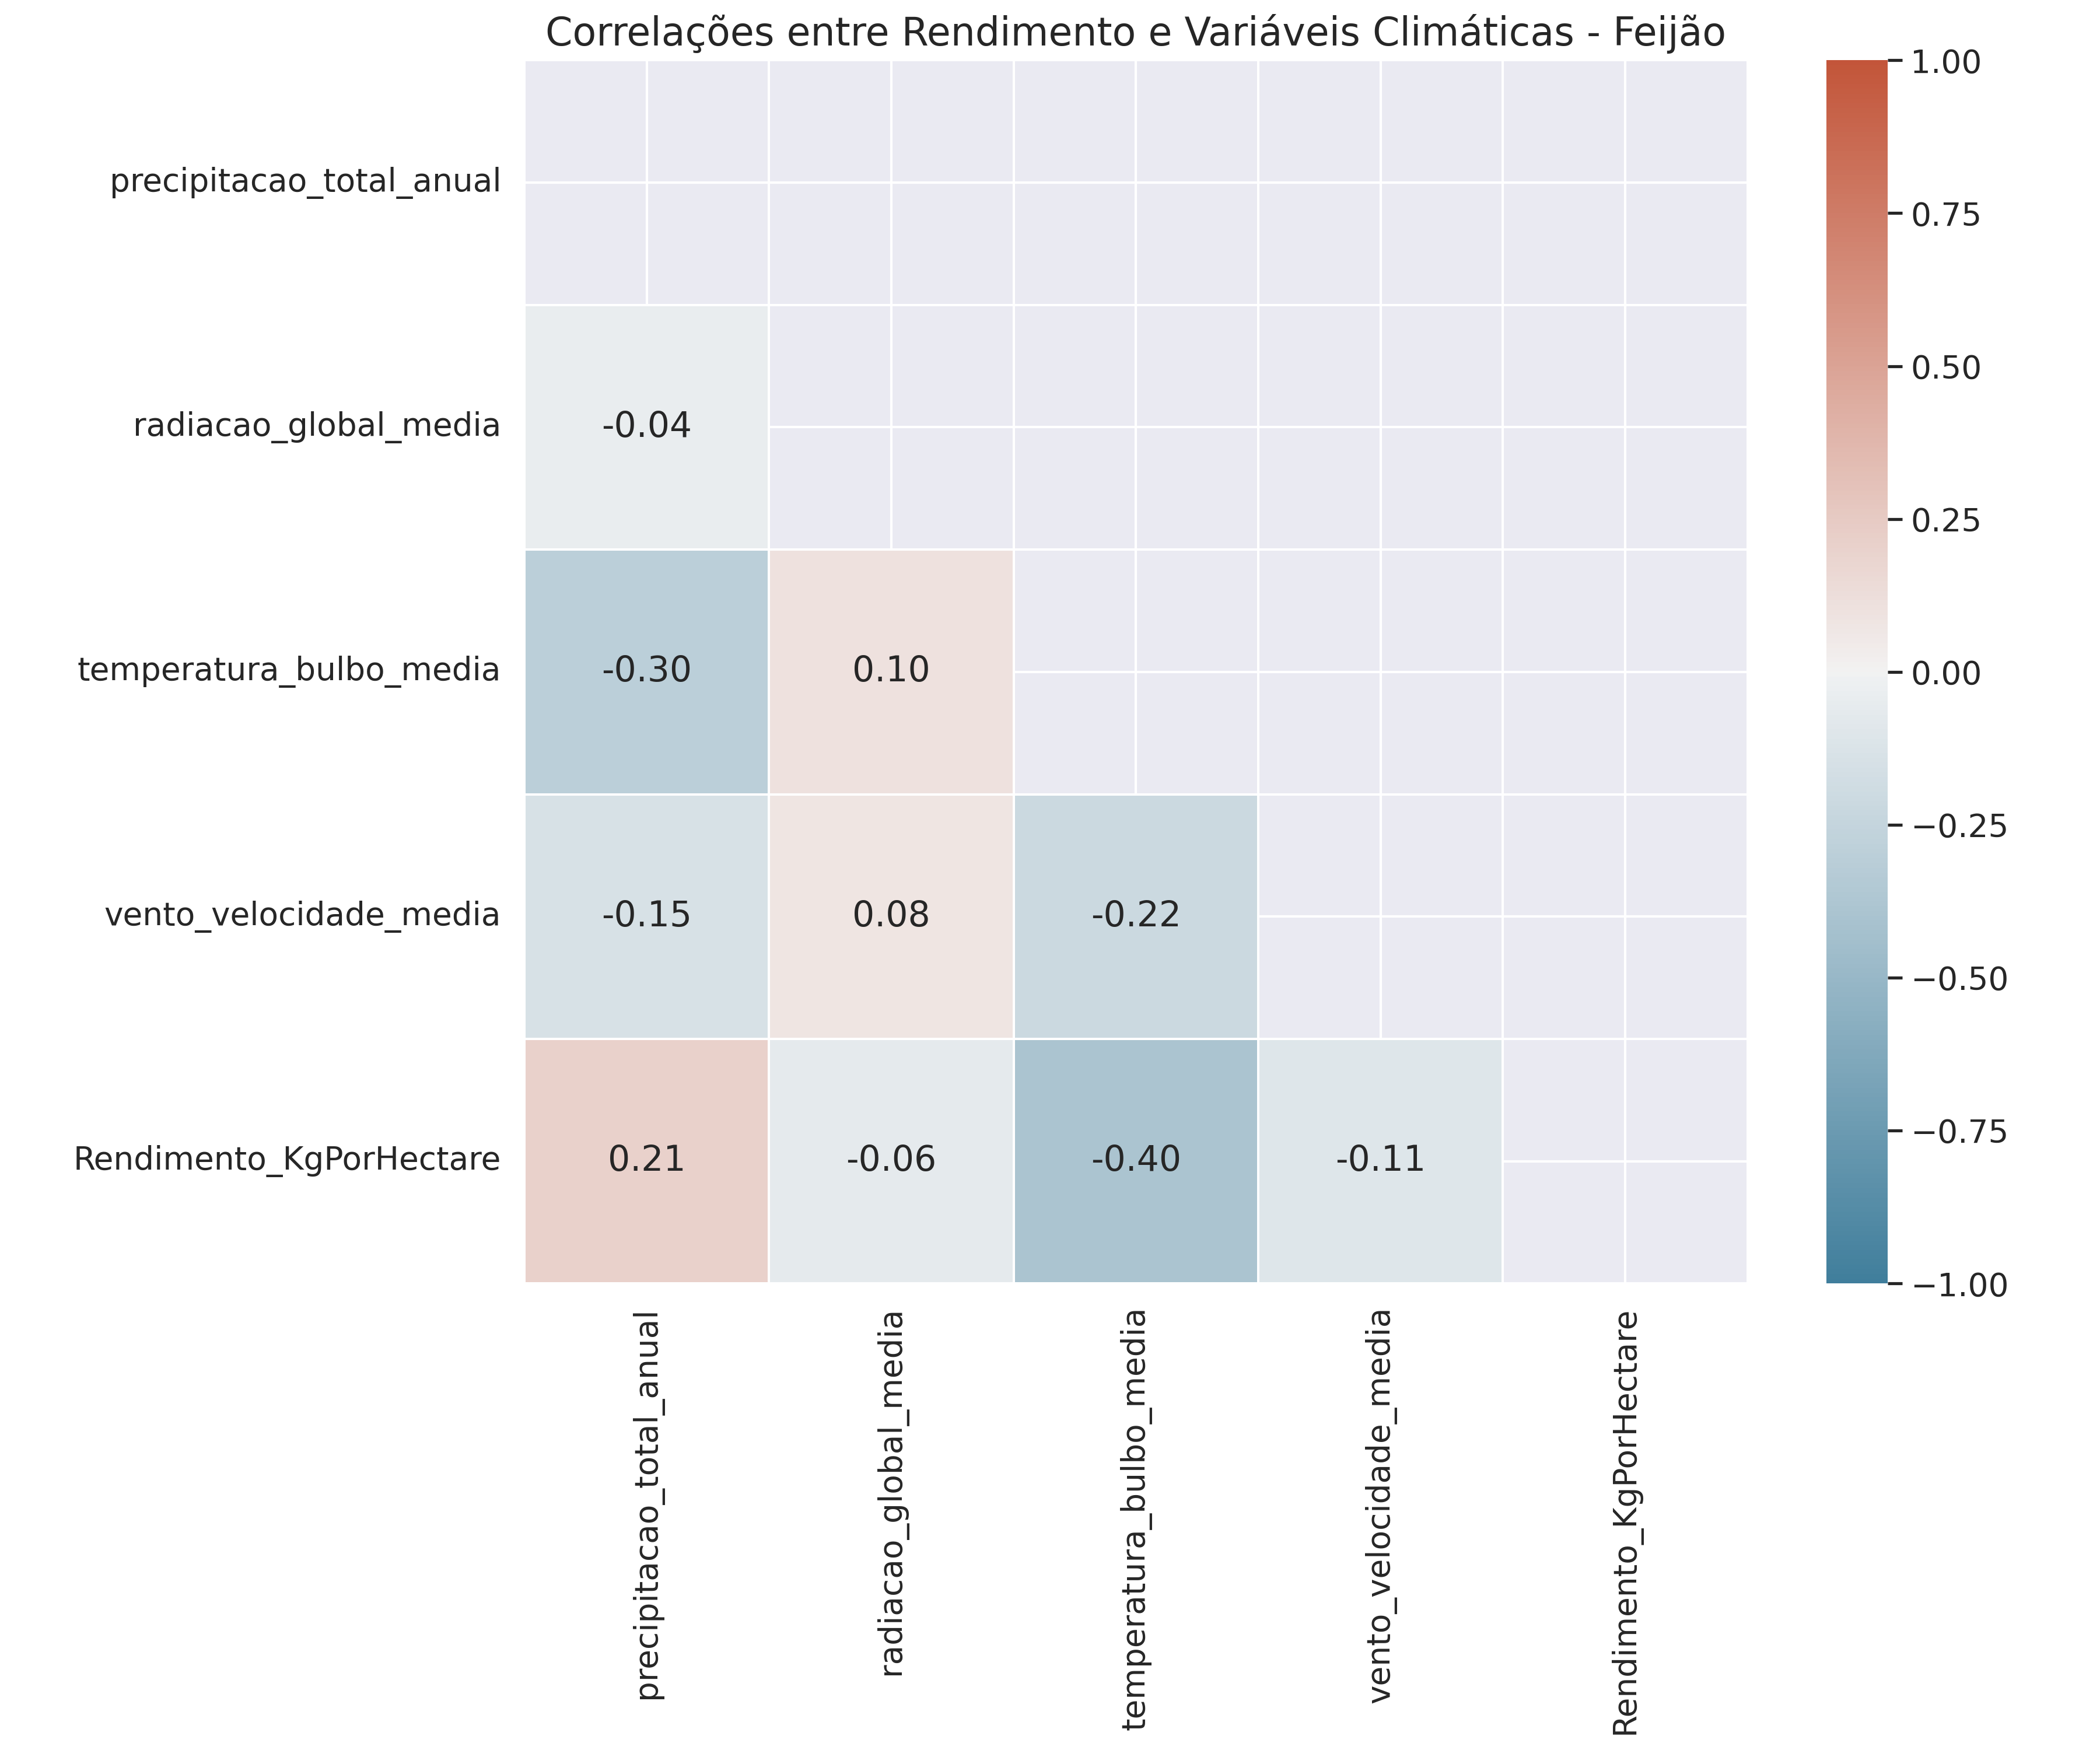 Correlações entre Rendimento e Variáveis Climáticas - Feijão
precipitacao_total_anual
radiacao_global_media
-0.04
temperatura_bulbo_media
-0.30 0.10
vento_velocidade_media
-0.15 0.08 -0.22
Rendimento_KgPorHectare
0.21 -0.06 -0.40 -0.11
precipitacao_total_anual
radiacao_global_media
temperatura_bulbo_media
vento_velocidade_media
Rendimento_KgPorHectare
1.00
0.75
0.50
0.25
0.00
−0.25
−0.50
−0.75
−1.00